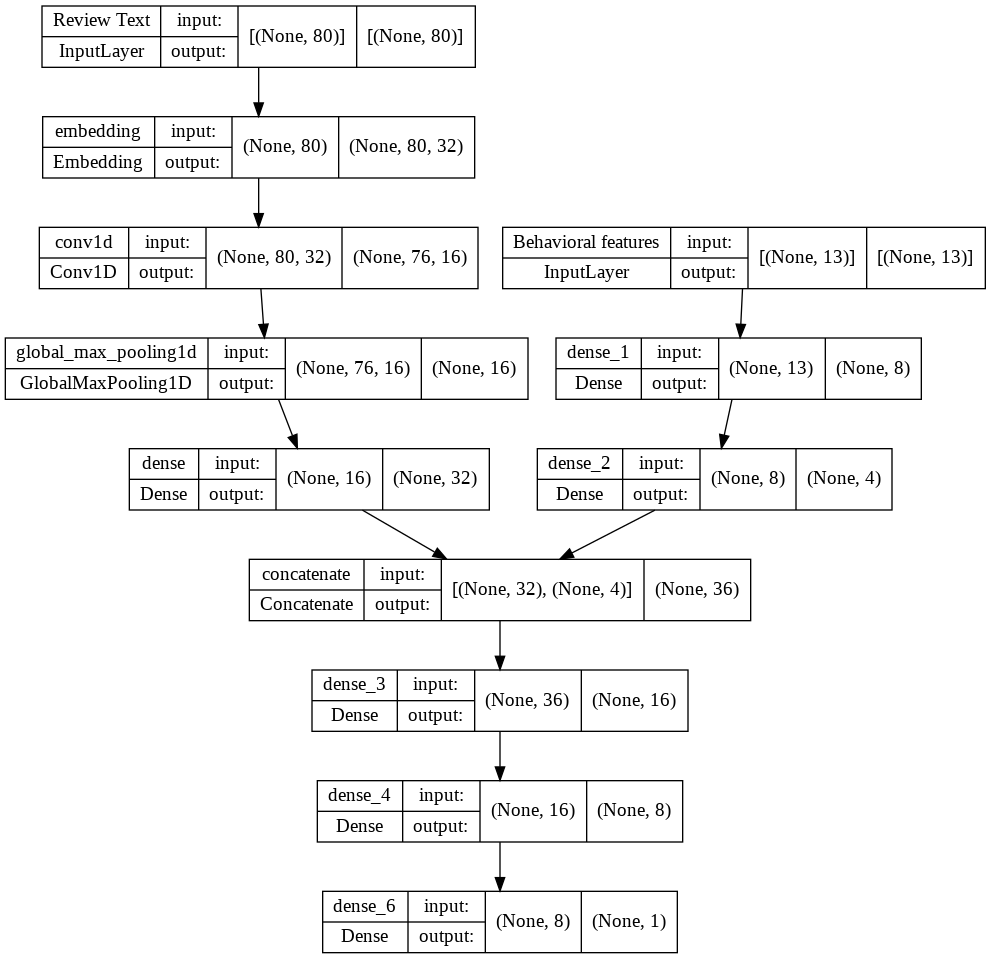 Review Text input: [(None, 80)] [(None, 80)]
InputLayer output:
embedding input: (None, 80) (None, 80, 32)
Embedding output:
conv1d input: (None, 80, 32) (None, 76, 16)
Conv1D output:
Behavioral features input: [(None, 13)] [(None, 13)]
InputLayer output:
global_max_pooling1d input: (None, 76, 16) (None, 16)
GlobalMaxPooling1D output:
dense_1 input: (None, 13) (None, 8)
Dense output:
dense input: (None, 16) (None, 32)
Dense output:
dense_2 input: (None, 8) (None, 4)
Dense output:
concatenate input: [(None, 32), (None, 4)] (None, 36)
Concatenate output:
dense_3 input: (None, 36) (None, 16)
Dense output:
dense_4 input: (None, 16) (None, 8)
Dense output:
dense_6 input: (None, 8) (None, 1)
Dense output: